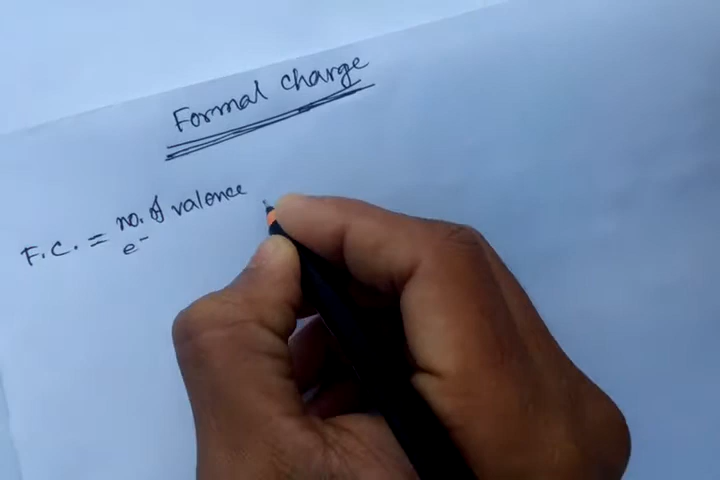 Formal charge
F.C. = no. of valence
e⁻